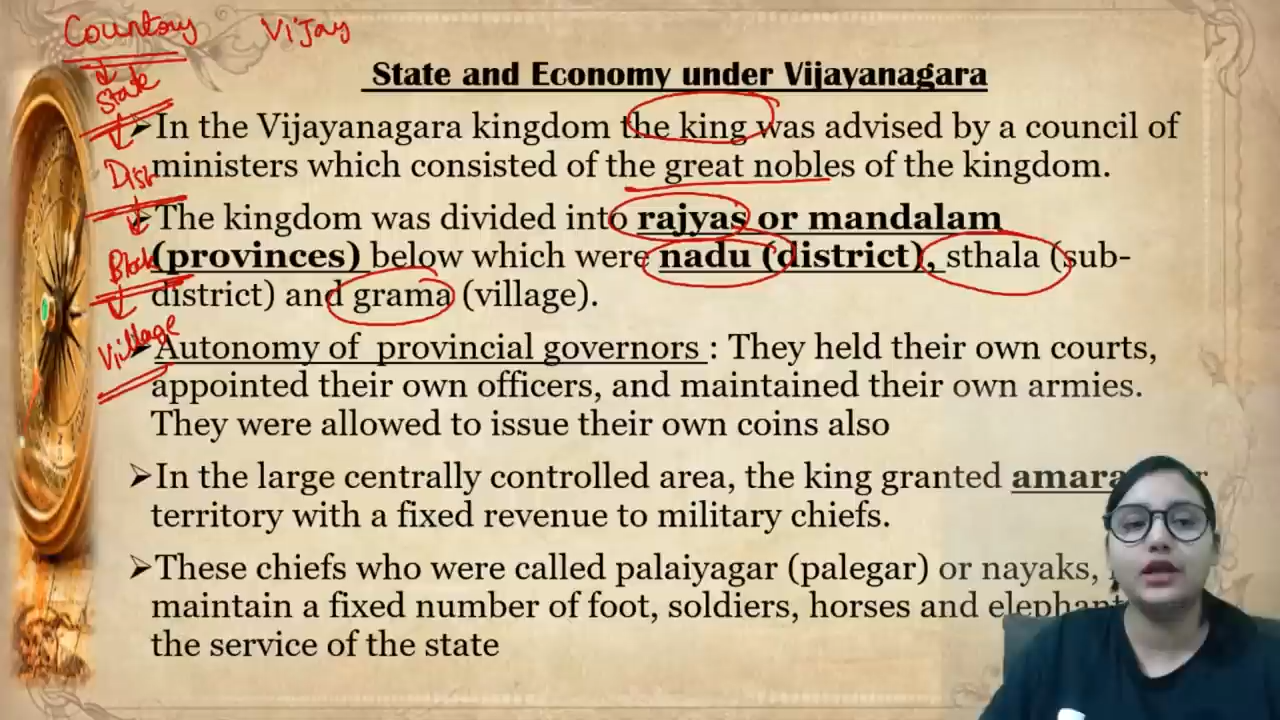 Country
Vijay
State
Dist
Block
Village
State and Economy under Vijayanagara
➢In the Vijayanagara kingdom the king was advised by a council of
ministers which consisted of the great nobles of the kingdom.
➢The kingdom was divided into rajyas or mandalam
(provinces) below which were nadu (district), sthala (sub-
district) and grama (village).
➢Autonomy of provincial governors : They held their own courts,
appointed their own officers, and maintained their own armies.
They were allowed to issue their own coins also
➢In the large centrally controlled area, the king granted
territory with a fixed revenue to military chiefs.
➢These chiefs who were called palaiyagar (palegar) or nayaks,
maintain a fixed number of foot, soldiers, horses and
the service of the state